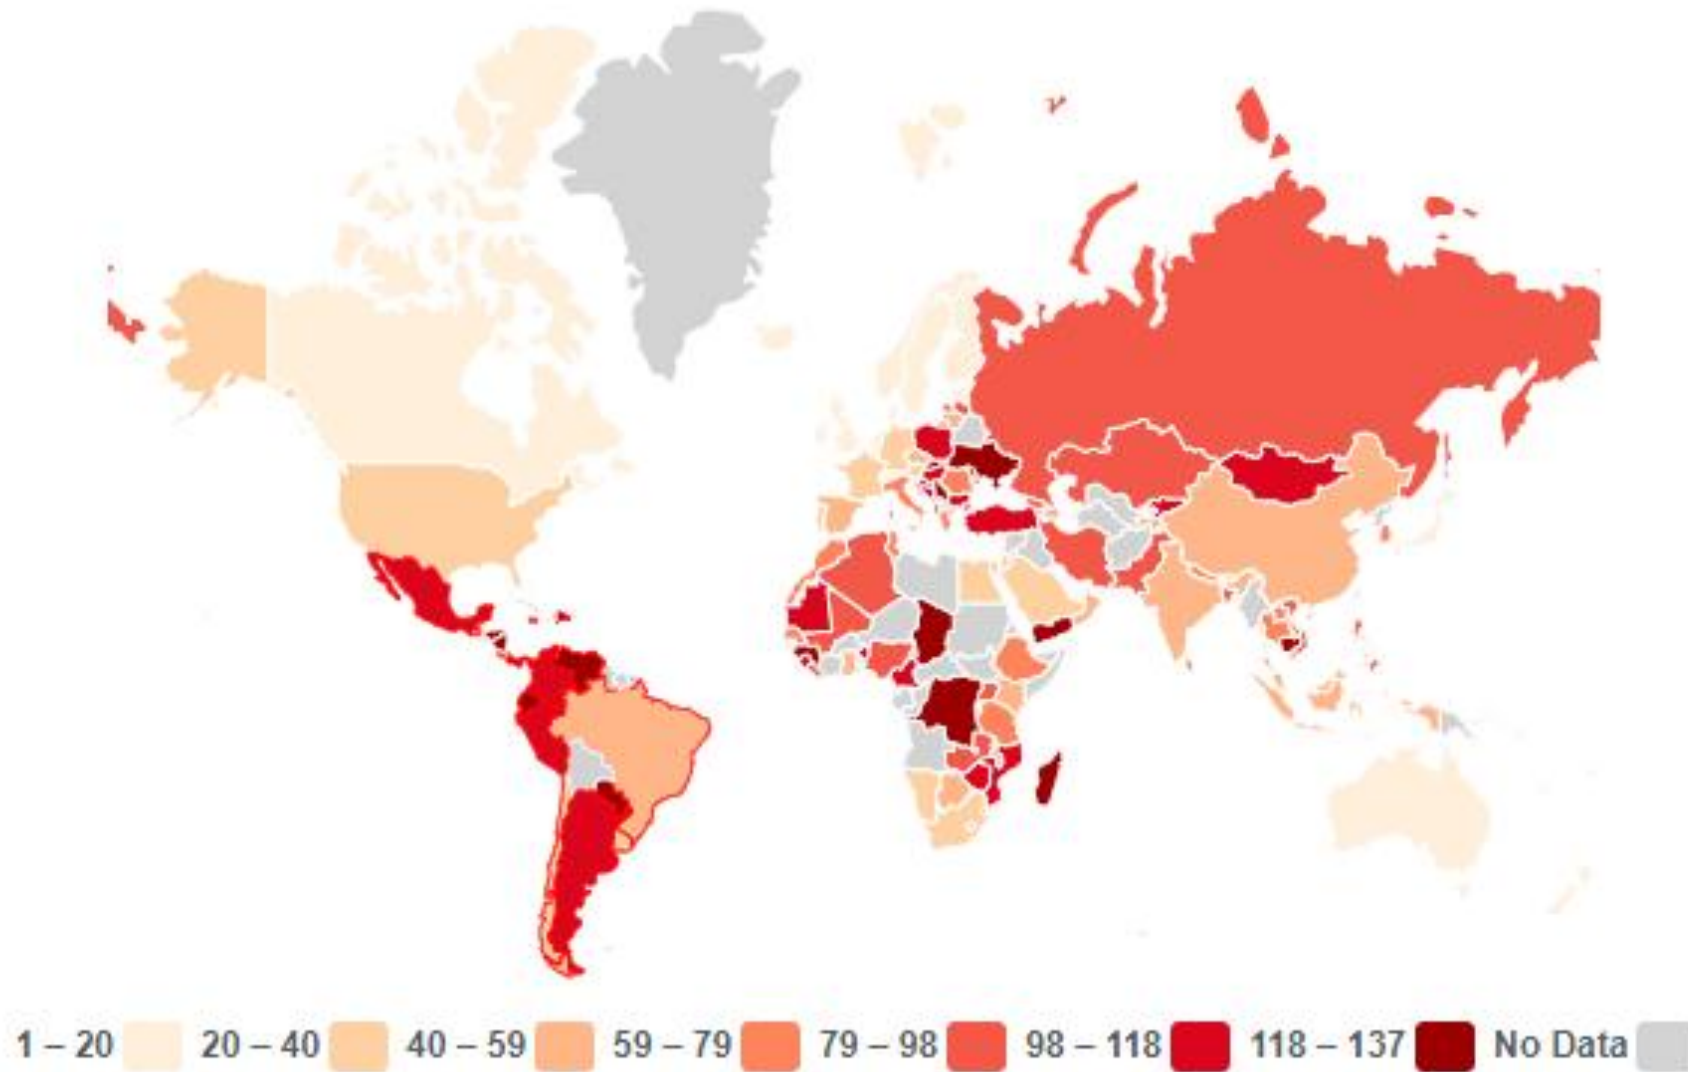 1 – 20 20 – 40 40 – 59 59 – 79 79 – 98 98 – 118 118 – 137 No Data